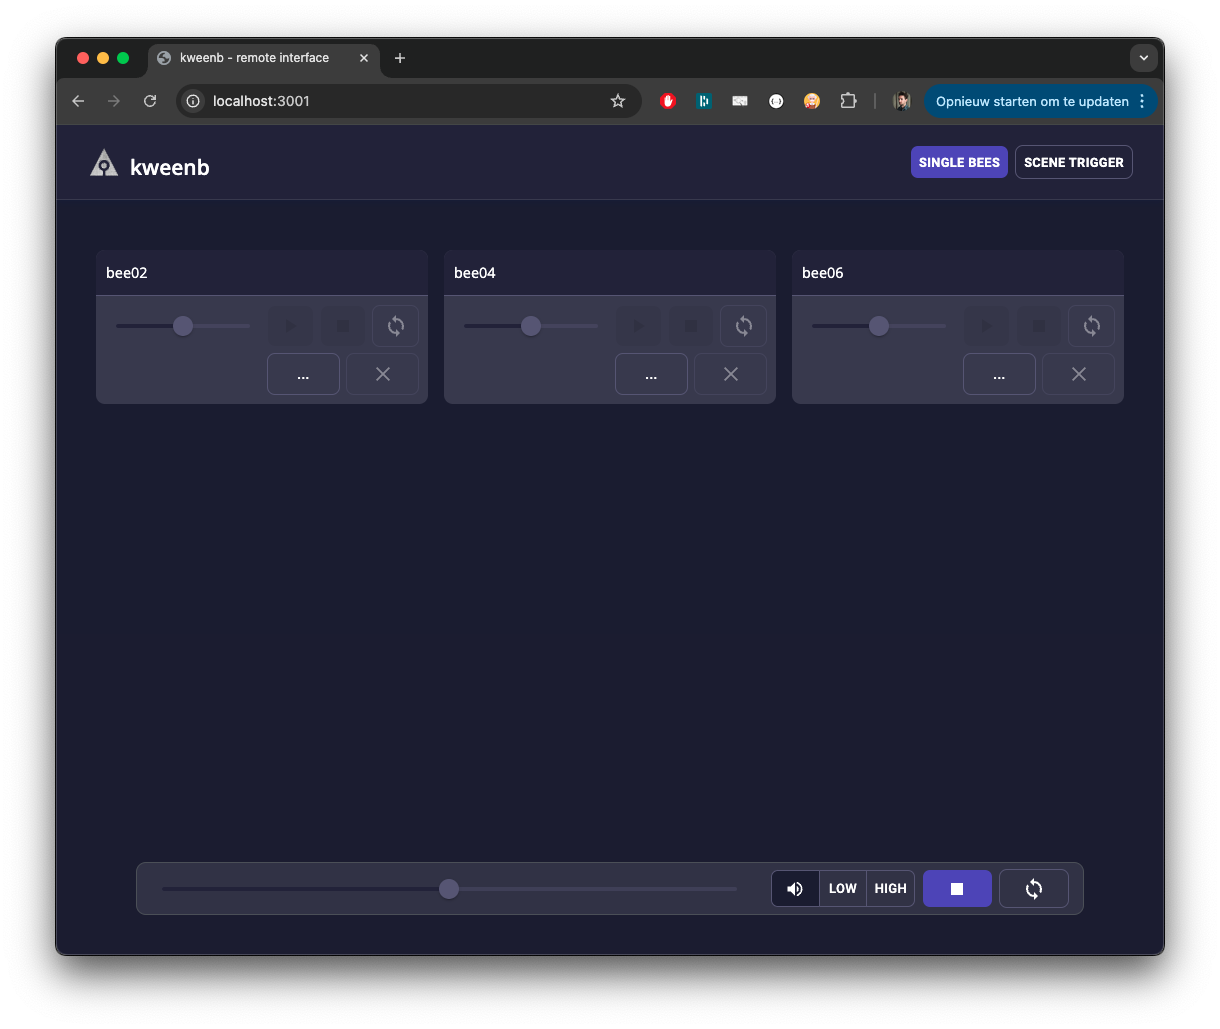 kweenb - remote interface
localhost:3001
Opnieuw starten om te updaten
kweenb
SINGLE BEES
SCENE TRIGGER
bee02
...
bee04
...
bee06
...
LOW
HIGH